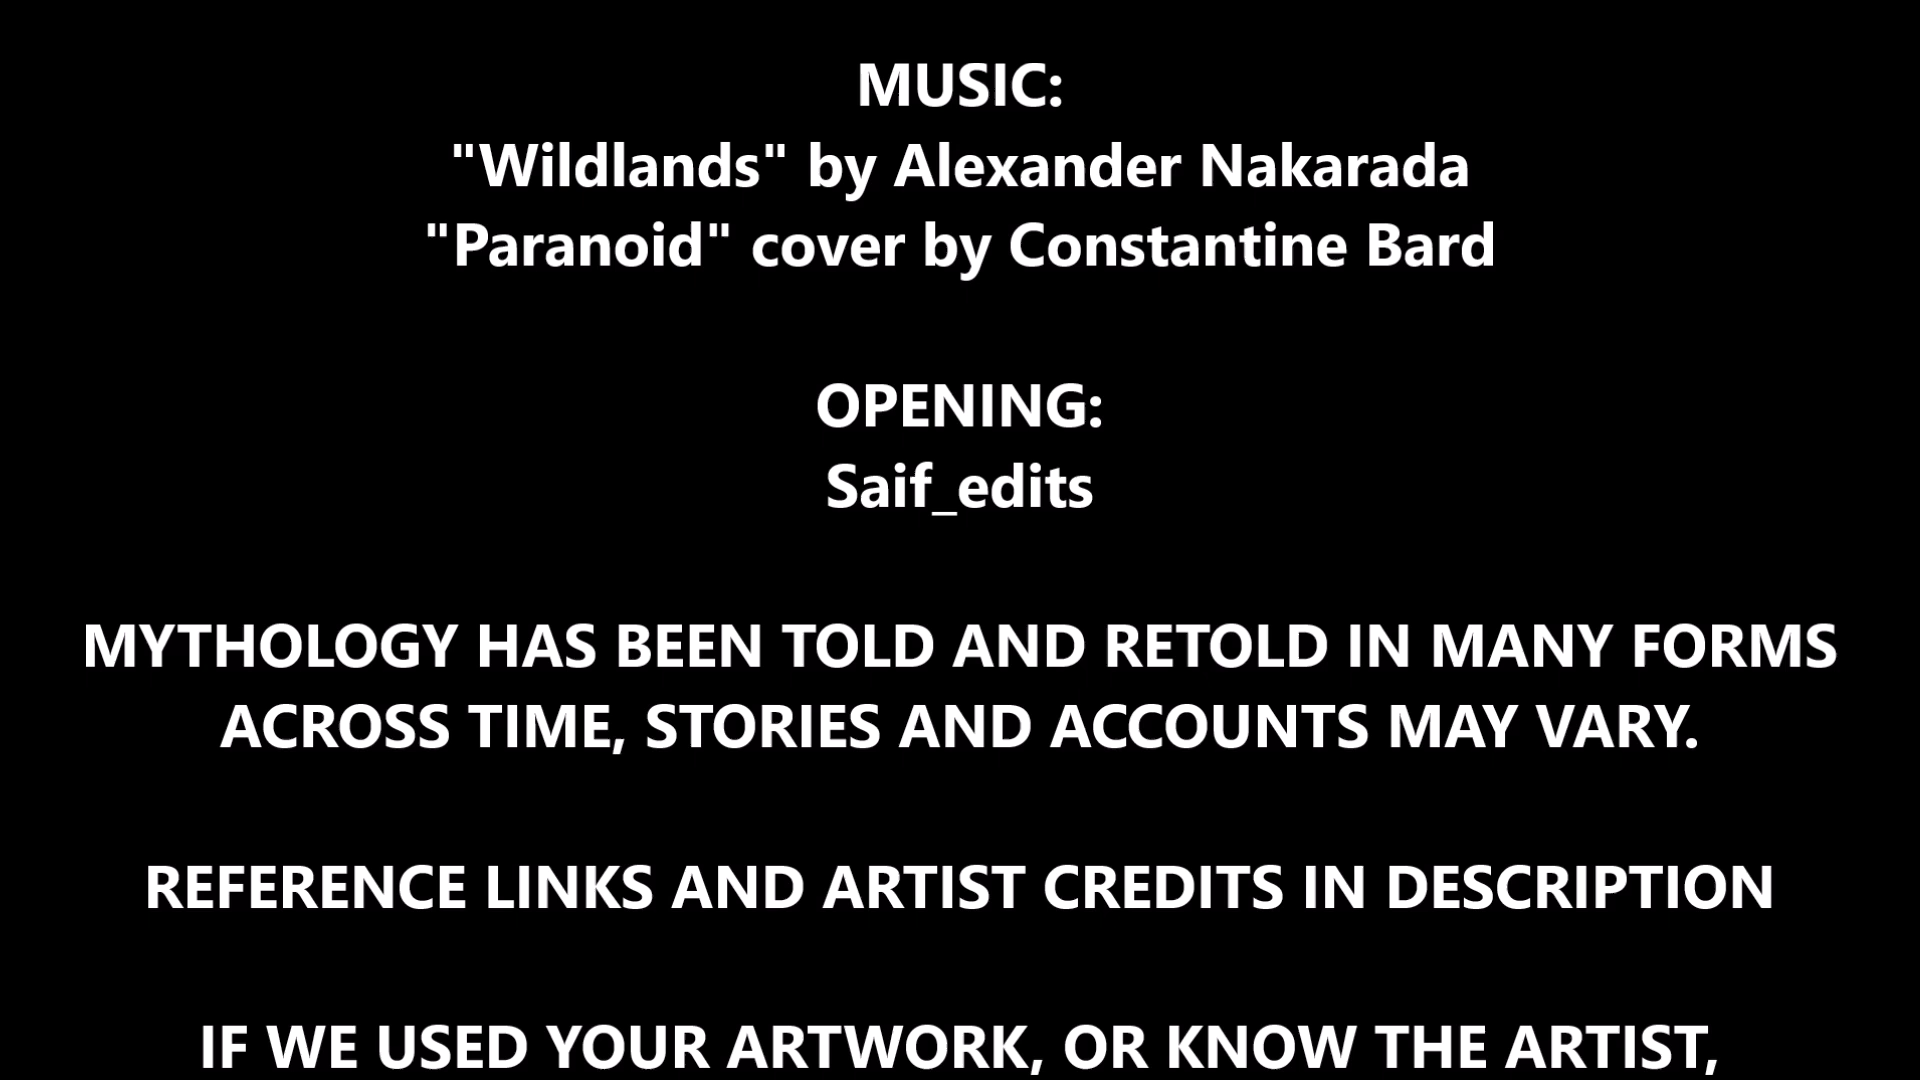 MUSIC:
"Wildlands" by Alexander Nakarada
"Paranoid" cover by Constantine Bard
OPENING:
Saif_edits
MYTHOLOGY HAS BEEN TOLD AND RETOLD IN MANY FORMS
ACROSS TIME, STORIES AND ACCOUNTS MAY VARY.
REFERENCE LINKS AND ARTIST CREDITS IN DESCRIPTION
IF WE USED YOUR ARTWORK, OR KNOW THE ARTIST,